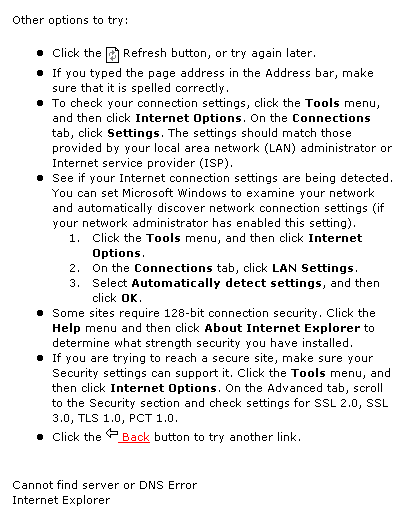 Other options to try:
● Click the Refresh button, or try again later.
● If you typed the page address in the Address bar, make
sure that it is spelled correctly.
● To check your connection settings, click the Tools menu,
and then click Internet Options. On the Connections
tab, click Settings. The settings should match those
provided by your local area network (LAN) administrator or
Internet service provider (ISP).
● See if your Internet connection settings are being detected.
You can set Microsoft Windows to examine your network
and automatically discover network connection settings (if
your network administrator has enabled this setting).
1. Click the Tools menu, and then click Internet
Options.
2. On the Connections tab, click LAN Settings.
3. Select Automatically detect settings, and then
click OK.
● Some sites require 128-bit connection security. Click the
Help menu and then click About Internet Explorer to
determine what strength security you have installed.
● If you are trying to reach a secure site, make sure your
Security settings can support it. Click the Tools menu, and
then click Internet Options. On the Advanced tab, scroll
to the Security section and check settings for SSL 2.0, SSL
3.0, TLS 1.0, PCT 1.0.
● Click the Back button to try another link.
Cannot find server or DNS Error
Internet Explorer